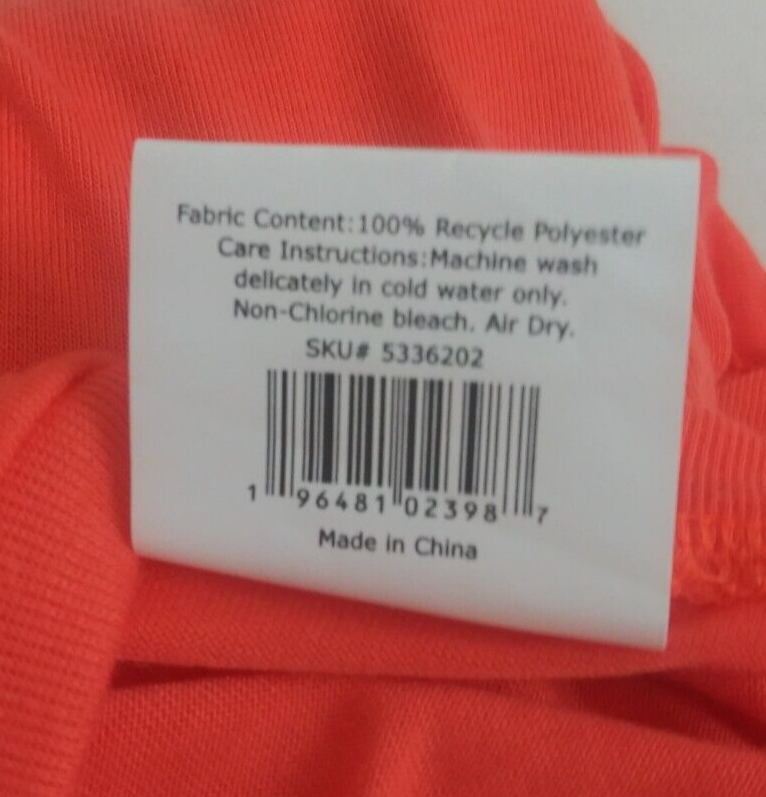 Fabric Content:100% Recycle Polyester
Care Instructions:Machine wash
delicately in cold water only.
Non-Chlorine bleach. Air Dry.
SKU# 5336202
1 96481 02398 7
Made in China